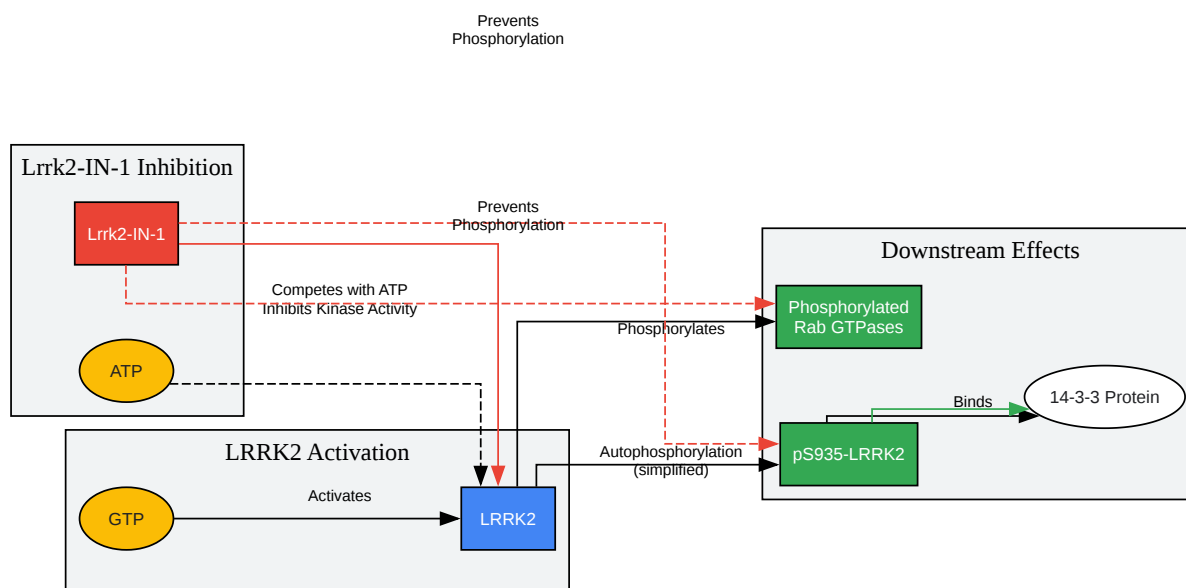 Prevents
Phosphorylation
Lrrk2-IN-1 Inhibition
Lrrk2-IN-1
Prevents
Phosphorylation
Downstream Effects
Competes with ATP
Inhibits Kinase Activity
Phosphorylated
Rab GTPases
Phosphorylates
ATP
14-3-3 Protein
Binds
LRRK2 Activation
Autophosphorylation
(simplified)
pS935-LRRK2
Activates
GTP
LRRK2